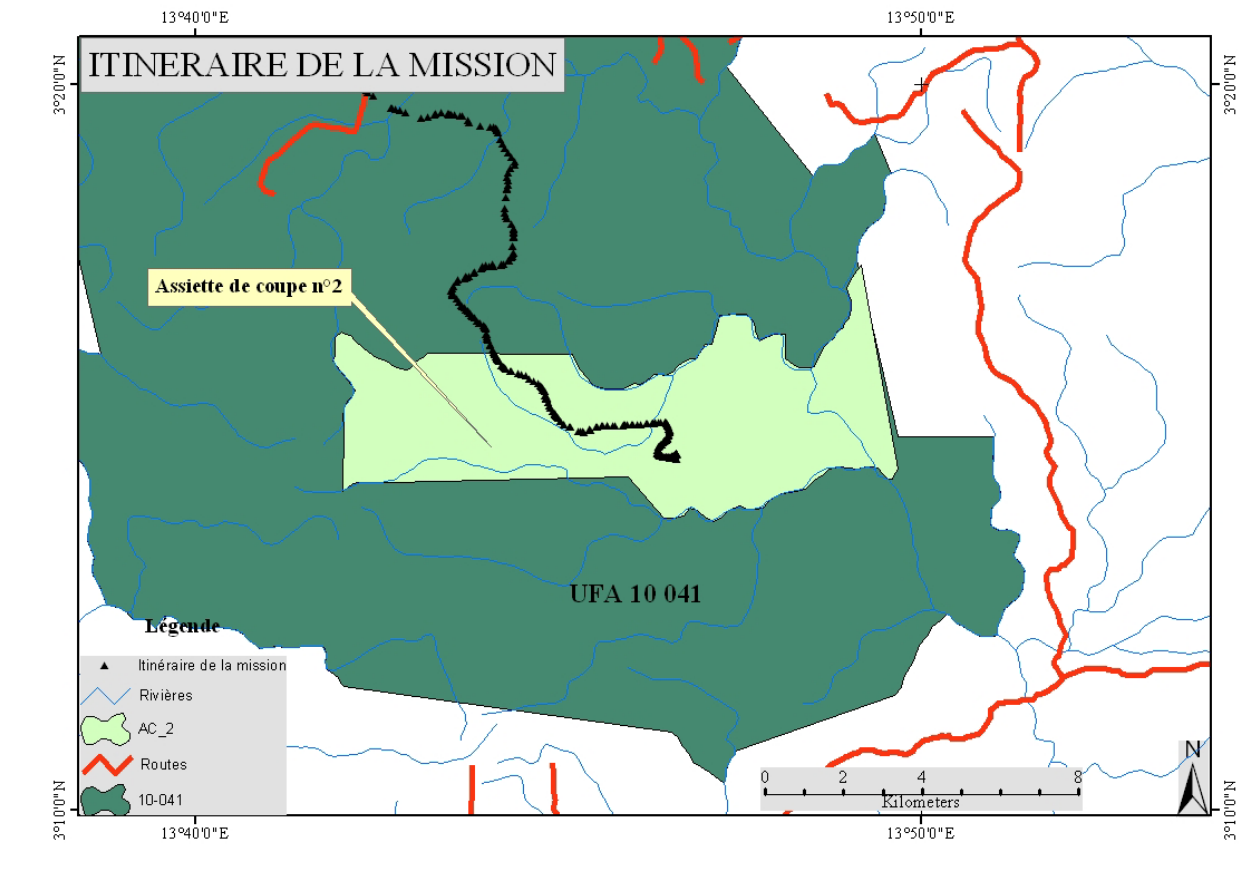 13°40'0"E
13°50'0"E
ITINERAIRE DE LA MISSION
3°20'0"N
3°20'0"N
Assiette de coupe n°2
UFA 10 041
Légende
Itinéraire de la mission
Rivières
AC_2
Routes
10-041
0 2 4 8
Kilometers
N
3°10'0"N
3°10'0"N
13°40'0"E
13°50'0"E